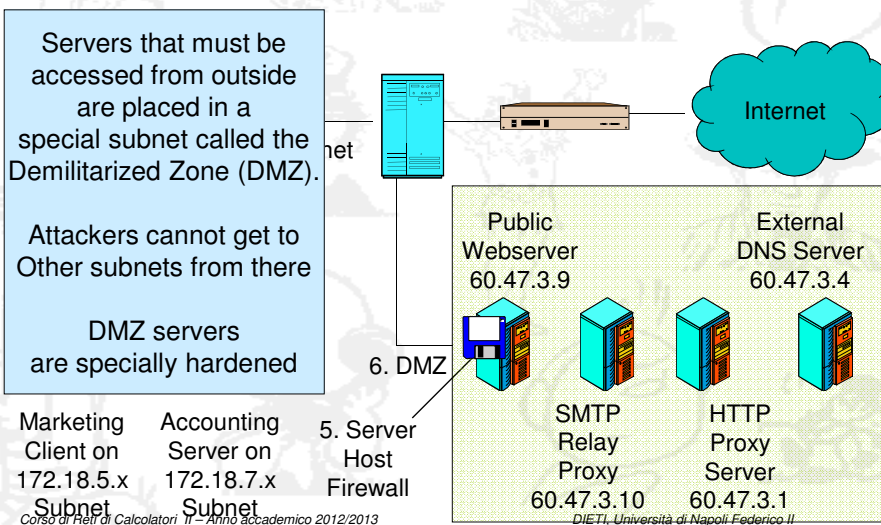 Servers that must be
accessed from outside
are placed in a
special subnet called the
Demilitarized Zone (DMZ).
Attackers cannot get to
Other subnets from there
DMZ servers
are specially hardened
net
Internet
Public
Webserver
60.47.3.9
External
DNS Server
60.47.3.4
6. DMZ
SMTP
Relay
Proxy
60.47.3.10
HTTP
Proxy
Server
60.47.3.1
5. Server
Host
Firewall
Marketing
Client on
172.18.5.x
Subnet
Accounting
Server on
172.18.7.x
Subnet
Corso di Reti di Calcolatori II – Anno accademico 2012/2013
DIETI, Università di Napoli Federico II